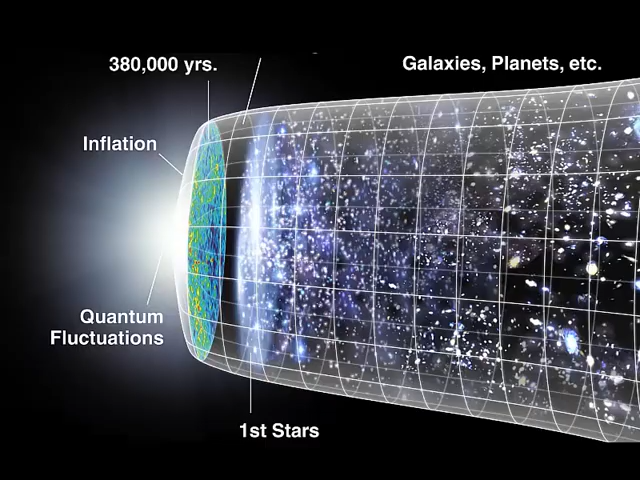 380,000 yrs.
Galaxies, Planets, etc.
Inflation
Quantum
Fluctuations
1st Stars